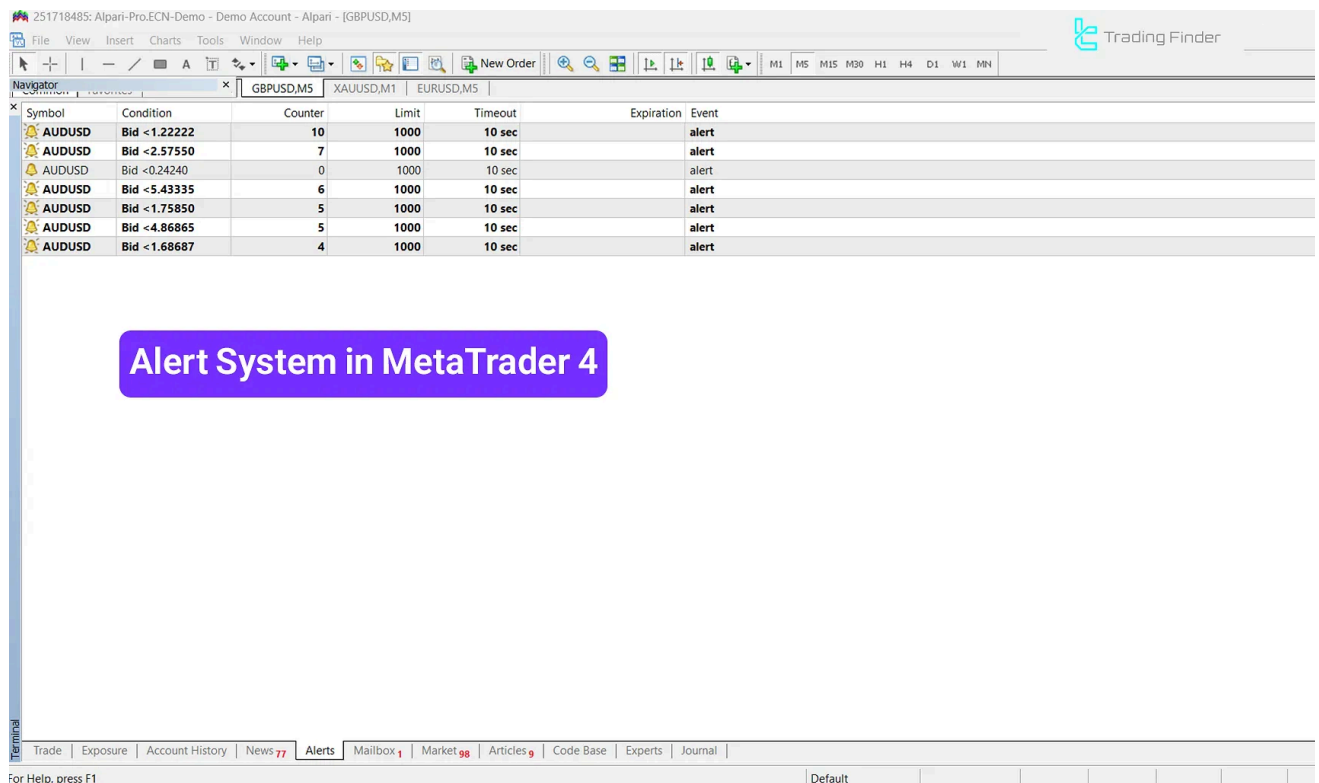 251718485: Alpari-Pro.ECN-Demo - Demo Account - Alpari - [GBPUSD,M5]
Trading Finder
File View Insert Charts Tools Window Help
New Order M1 M5 M15 M30 H1 H4 D1 W1 MN
Navigator
GBPUSD,M5 XAUUSD,M1 EURUSD,M5
Common Favorites
Symbol Condition Counter Limit Timeout Expiration Event
AUDUSD Bid <1.22222 10 1000 10 sec alert
AUDUSD Bid <2.57550 7 1000 10 sec alert
AUDUSD Bid <0.24240 0 1000 10 sec alert
AUDUSD Bid <5.43335 6 1000 10 sec alert
AUDUSD Bid <1.75850 5 1000 10 sec alert
AUDUSD Bid <4.86865 5 1000 10 sec alert
AUDUSD Bid <1.68687 4 1000 10 sec alert
Alert System in MetaTrader 4
Terminal
Trade Exposure Account History News 77 Alerts Mailbox 1 Market 98 Articles 9 Code Base Experts Journal
For Help, press F1 Default